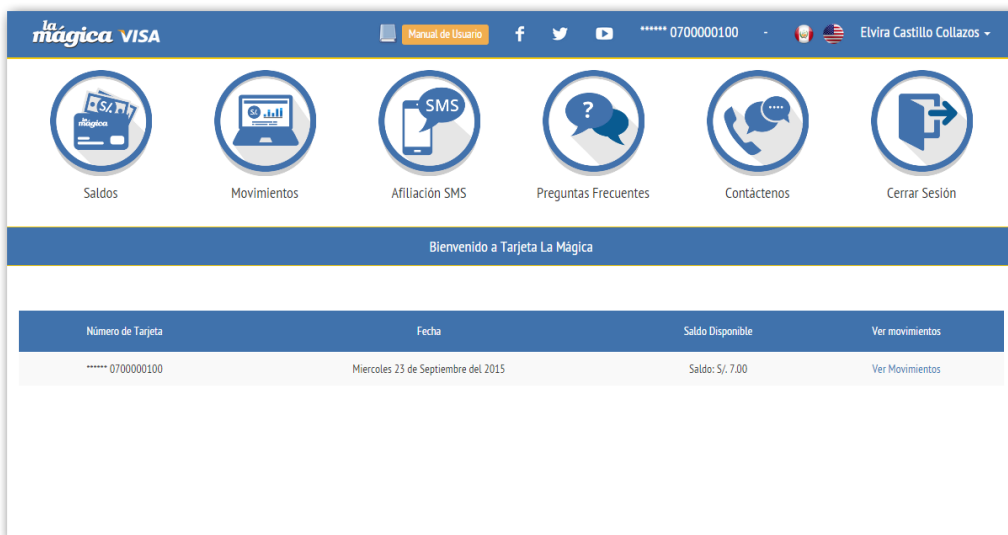 la mágica VISA
Manual de Usuario
****** 0700000100 -
Elvira Castillo Collazos
S/.
la mágica
S/.
SMS
?
Saldos
Movimientos
Afiliación SMS
Preguntas Frecuentes
Contáctenos
Cerrar Sesión
Bienvenido a Tarjeta La Mágica
Número de Tarjeta Fecha Saldo Disponible Ver movimientos
****** 0700000100 Miercoles 23 de Septiembre del 2015 Saldo: S/. 7.00 Ver Movimientos